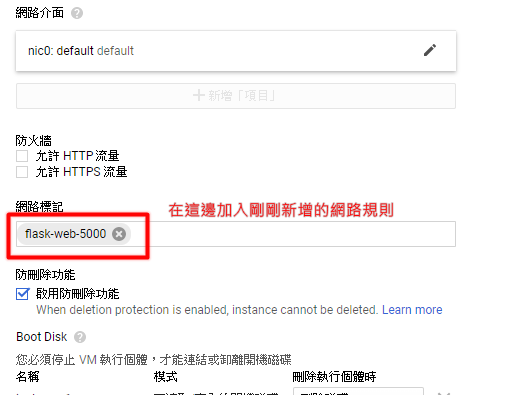 網路介面
nic0: default default
新增「項目」
防火牆
允許 HTTP 流量
允許 HTTPS 流量
網路標記
在這邊加入剛剛新增的網路規則
flask-web-5000
防刪除功能
啟用防刪除功能
When deletion protection is enabled, instance cannot be deleted. Learn more
Boot Disk
您必須停止 VM 執行個體，才能連結或卸離開機磁碟
名稱 模式 刪除執行個體時